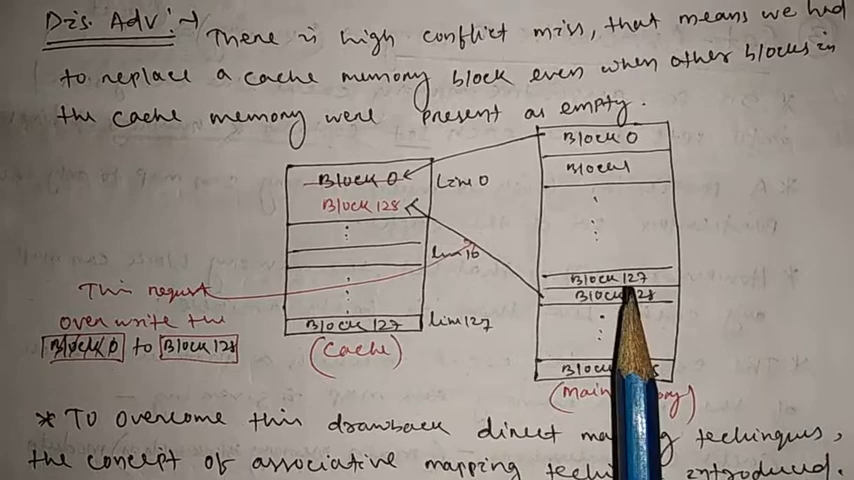 Dis. Adv :-> There is high conflict miss, that means we had
to replace a cache memory block even when other blocks in
the cache memory were present as empty.
Block 0
Block 1
Block 0
Line 0
Block 128
Block 127
Block 128
This request
over write the
Block 0 to Block 128
Block 127
line 127
(Cache)
(Main
* To overcome this drawback direct
techinques,
the concept of associative mapping
introduced.